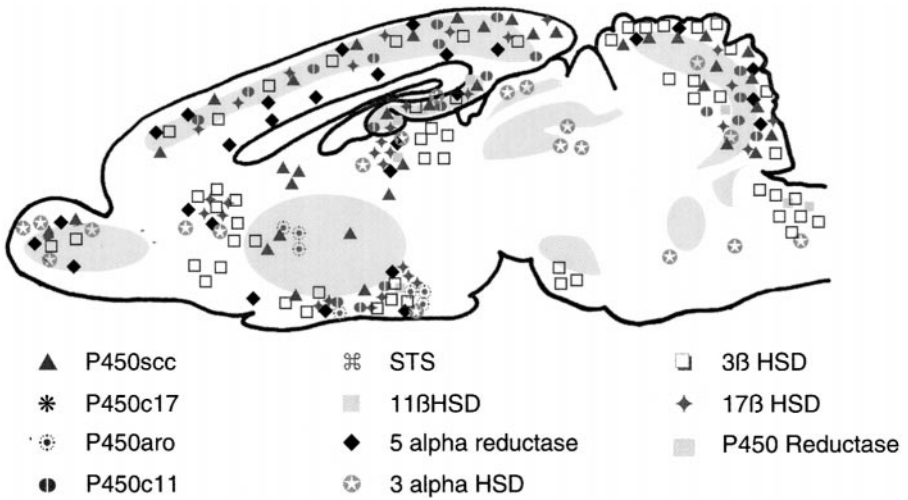 P450scc
P450c17
P450aro
P450c11
STS
11ßHSD
5 alpha reductase
3 alpha HSD
3ß HSD
17ß HSD
P450 Reductase